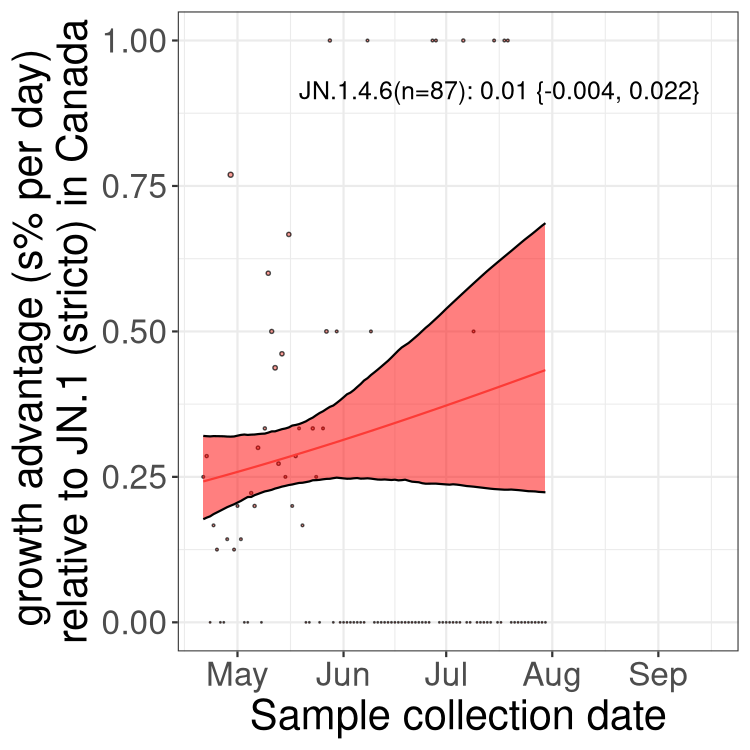 growth advantage (s% per day)
relative to JN.1 (stricto) in Canada
1.00
0.75
0.50
0.25
0.00
JN.1.4.6(n=87): 0.01 {-0.004, 0.022}
May Jun Jul Aug Sep
Sample collection date